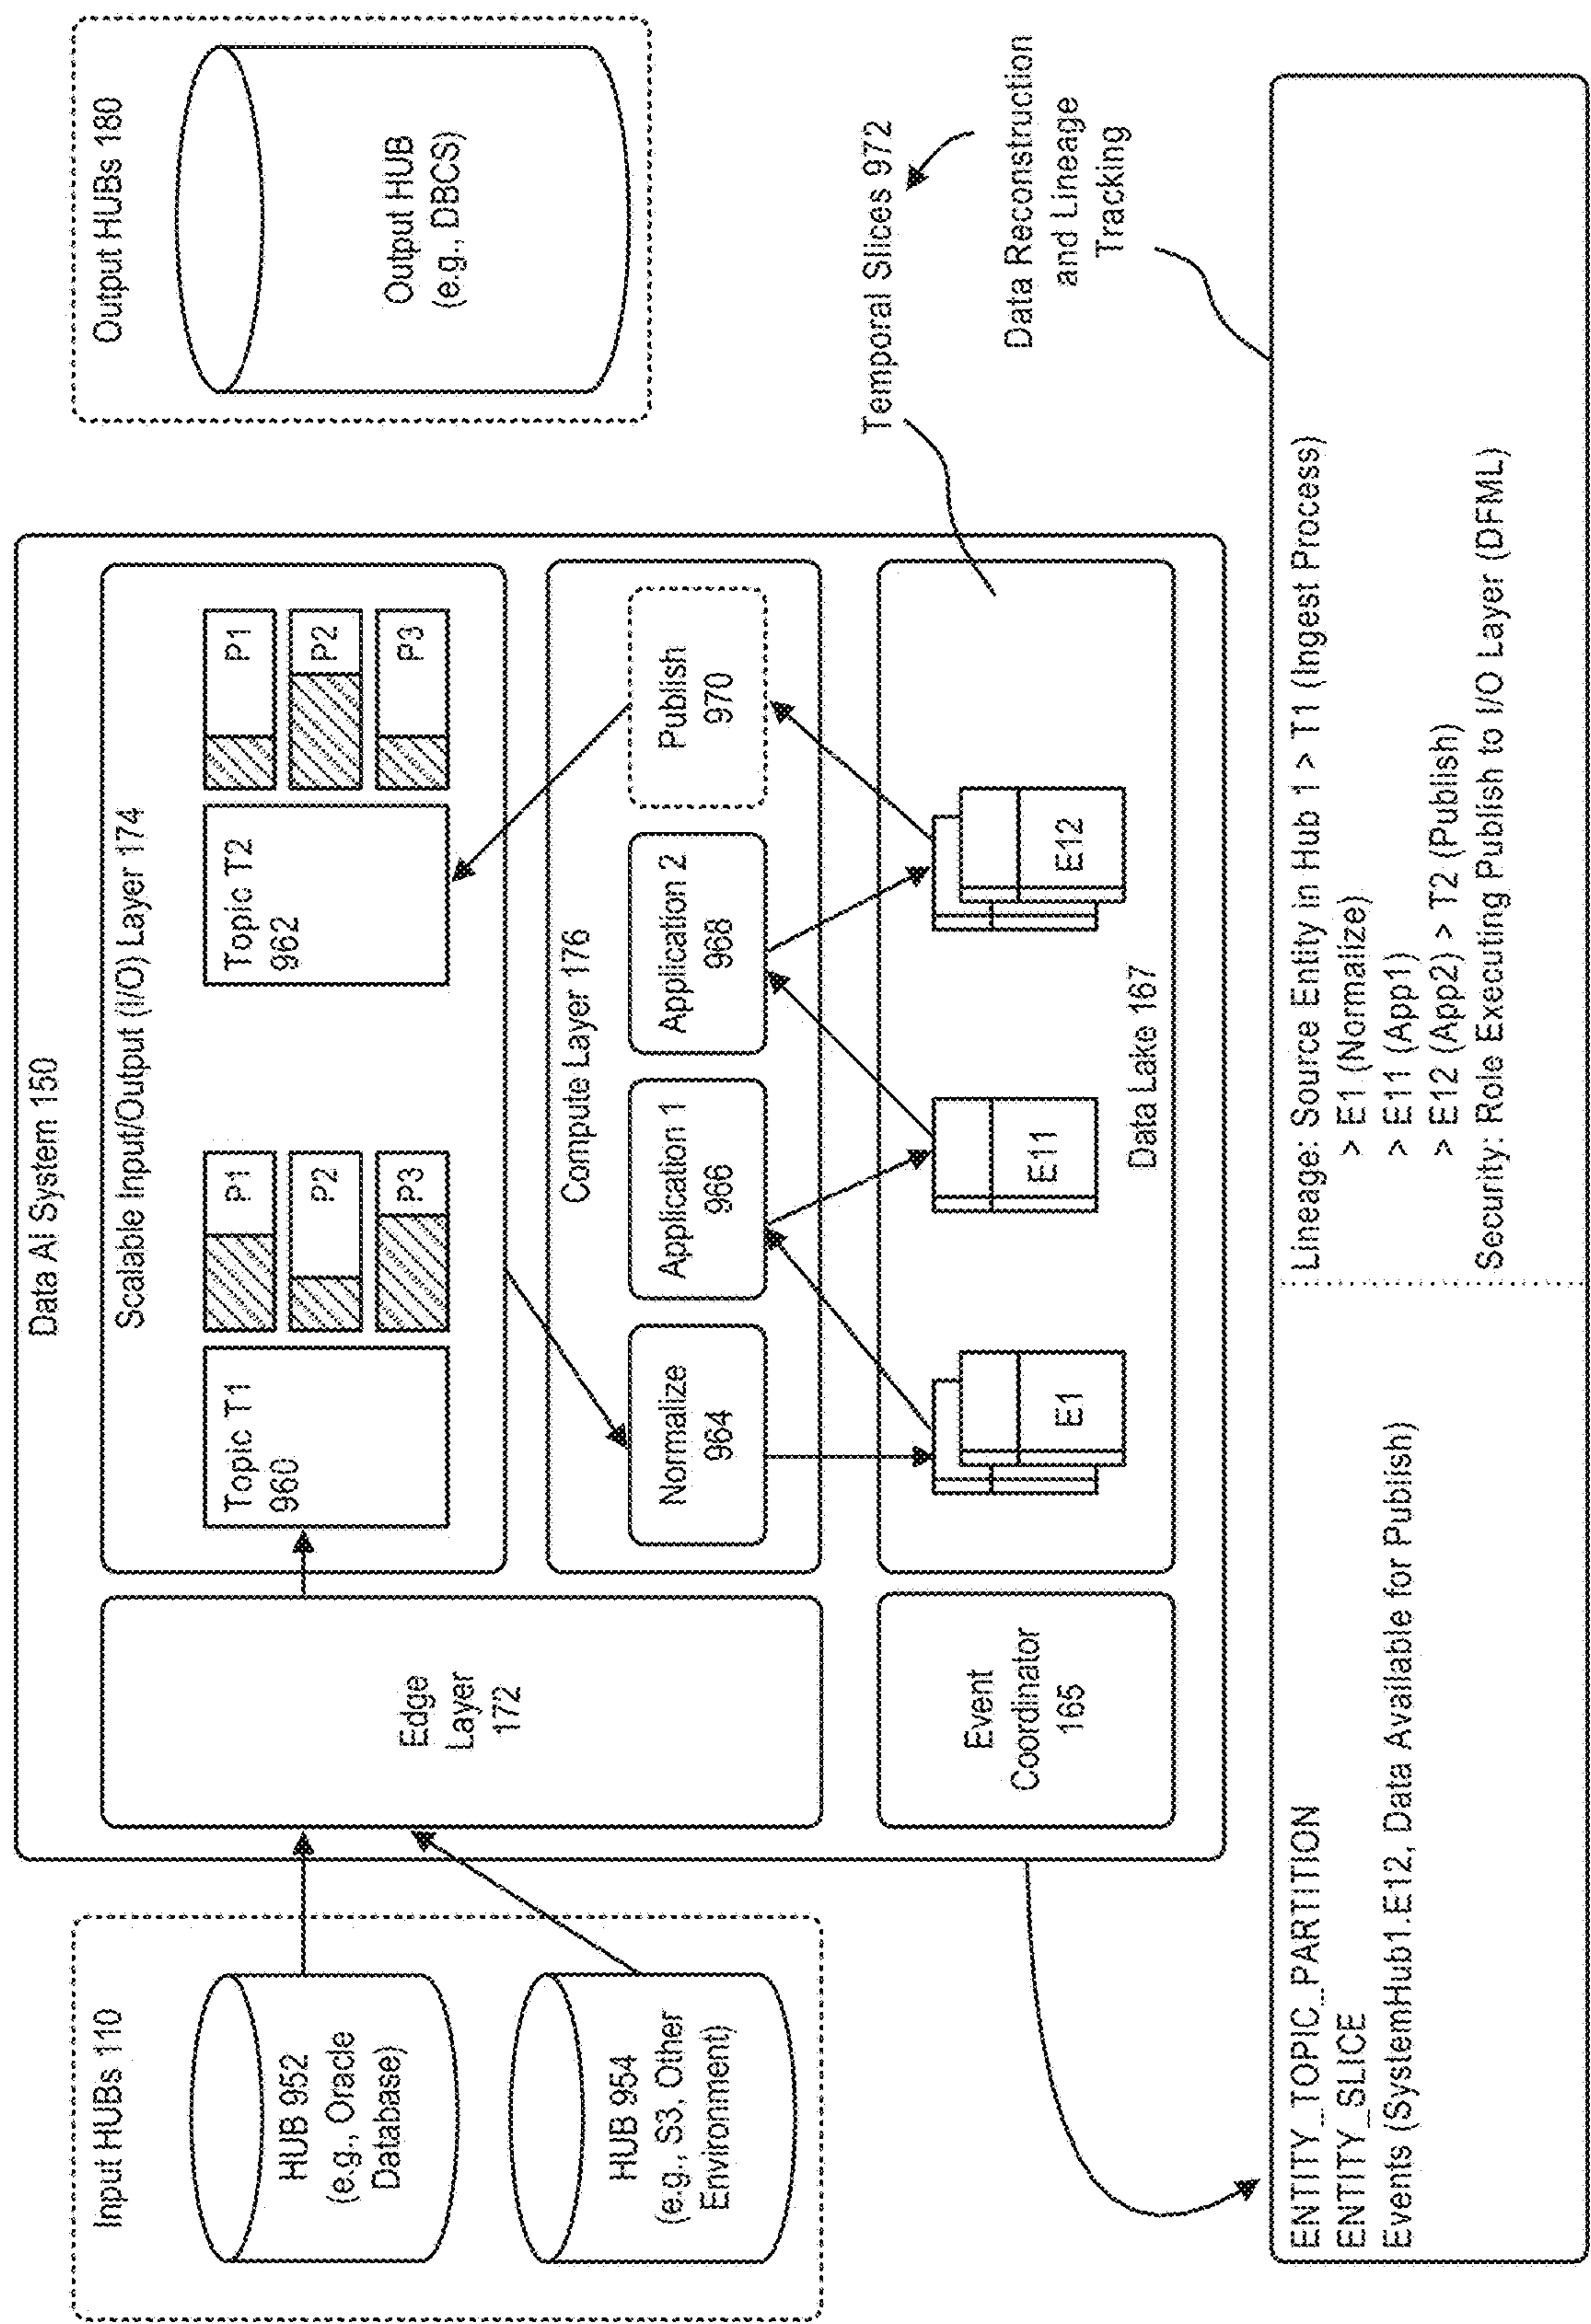 Data AI System 150
Input HUBs 110
HUB 952
(e.g., Oracle
Database)
HUB 954
(e.g., S3, Other
Environment)
Edge
Layer
172
Event
Coordinator
165
Scalable Input/Output (I/O) Layer 174
Topic T1
960
P1
P2
P3
Topic T2
962
P1
P2
P3
Compute Layer 176
Normalize
964
Application 1
966
Application 2
968
Publish
970
E1
E11
E12
Data Lake 167
Output HUBs 180
Output HUB
(e.g., DBCS)
Temporal Slices 972
Data Reconstruction
and Lineage
Tracking
ENTITY_TOPIC_PARTITION
ENTITY_SLICE
Events (SystemHub1.E12, Data Available for Publish)
Lineage: Source Entity in Hub 1 > T1 (Ingest Process)
> E1 (Normalize)
> E11 (App1)
> E12 (App2) > T2 (Publish)
Security: Role Executing Publish to I/O Layer (DFML)